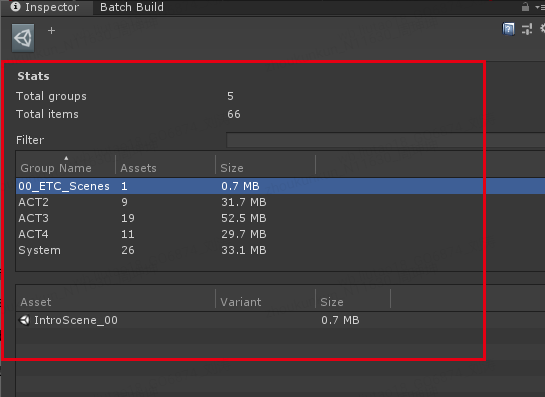 Inspector Batch Build
+
Stats
Total groups 5
Total items 66
Filter
Group Name Assets Size
00_ETC_Scenes 1 0.7 MB
ACT2 9 31.7 MB
ACT3 19 52.5 MB
ACT4 11 29.7 MB
System 26 33.1 MB
Asset Variant Size
IntroScene_00 0.7 MB